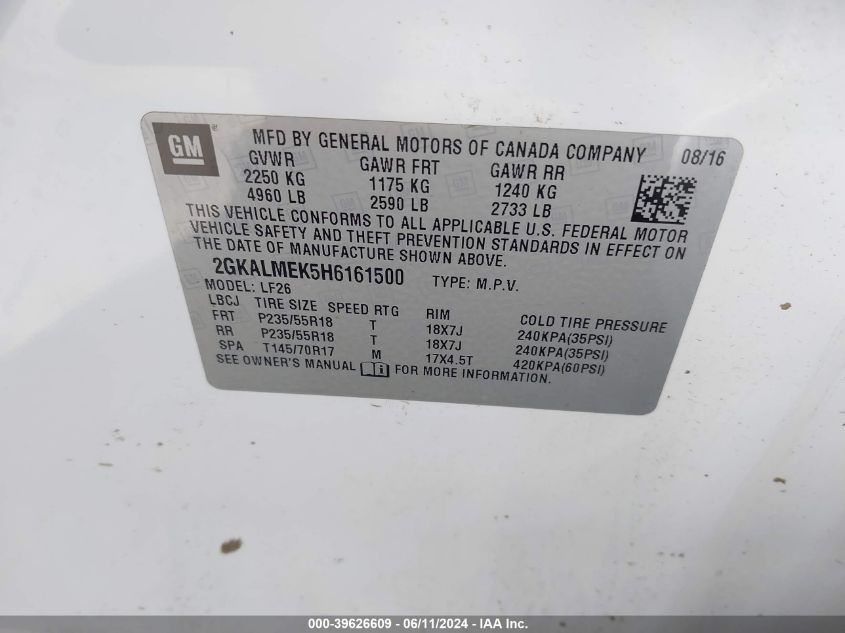 GM
MFD BY GENERAL MOTORS OF CANADA COMPANY 08/16
GVWR GAWR FRT GAWR RR
2250 KG 1175 KG 1240 KG
4960 LB 2590 LB 2733 LB
THIS VEHICLE CONFORMS TO ALL APPLICABLE U.S. FEDERAL MOTOR
VEHICLE SAFETY AND THEFT PREVENTION STANDARDS IN EFFECT ON
THE DATE OF MANUFACTURE SHOWN ABOVE.
2GKALMEK5H6161500 TYPE: M.P.V.
MODEL: LF26
LBCJ TIRE SIZE SPEED RTG RIM COLD TIRE PRESSURE
FRT P235/55R18 T 18X7J 240KPA(35PSI)
RR P235/55R18 T 18X7J 240KPA(35PSI)
SPA T145/70R17 M 17X4.5T 420KPA(60PSI)
SEE OWNER'S MANUAL FOR MORE INFORMATION.
000-39626609 - 06/11/2024 - IAA Inc.